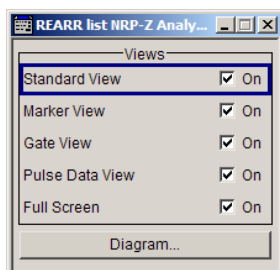 REARR list NRP-Z Analy...
Views
Standard View On
Marker View On
Gate View On
Pulse Data View On
Full Screen On
Diagram...